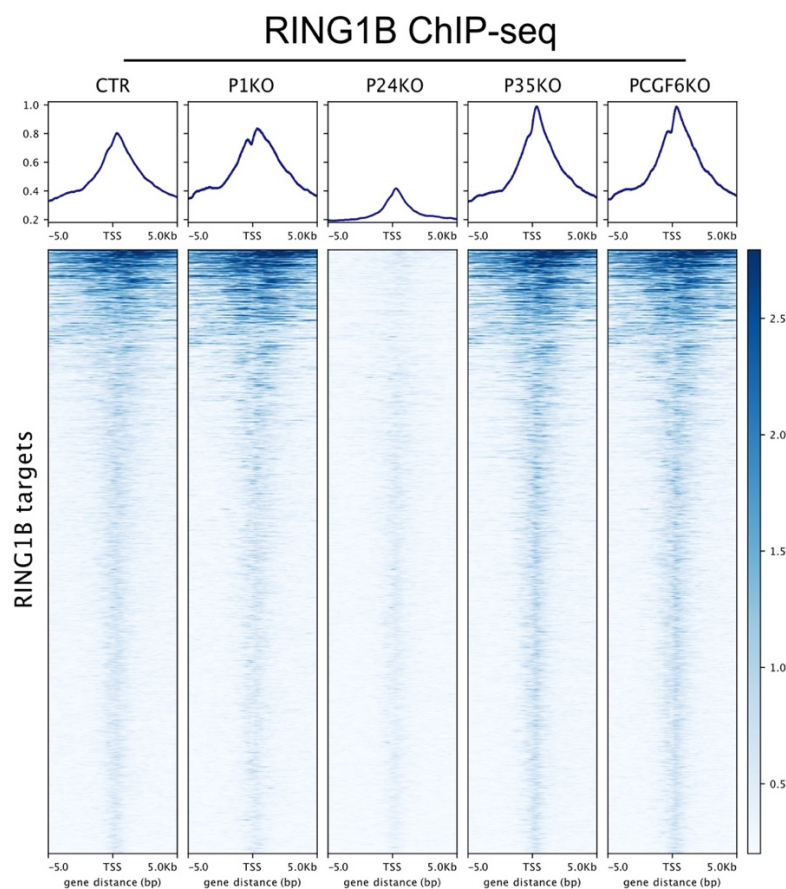 RING1B ChIP-seq
CTR P1KO P24KO P35KO PCGF6KO
1.0
0.8
0.6
0.4
0.2
-5.0 TSS 5.0Kb -5.0 TSS 5.0Kb -5.0 TSS 5.0Kb -5.0 TSS 5.0Kb -5.0 TSS 5.0Kb
RING1B targets
2.5
2.0
1.5
1.0
0.5
-5.0 TSS 5.0Kb -5.0 TSS 5.0Kb -5.0 TSS 5.0Kb -5.0 TSS 5.0Kb -5.0 TSS 5.0Kb
gene distance (bp) gene distance (bp) gene distance (bp) gene distance (bp) gene distance (bp)